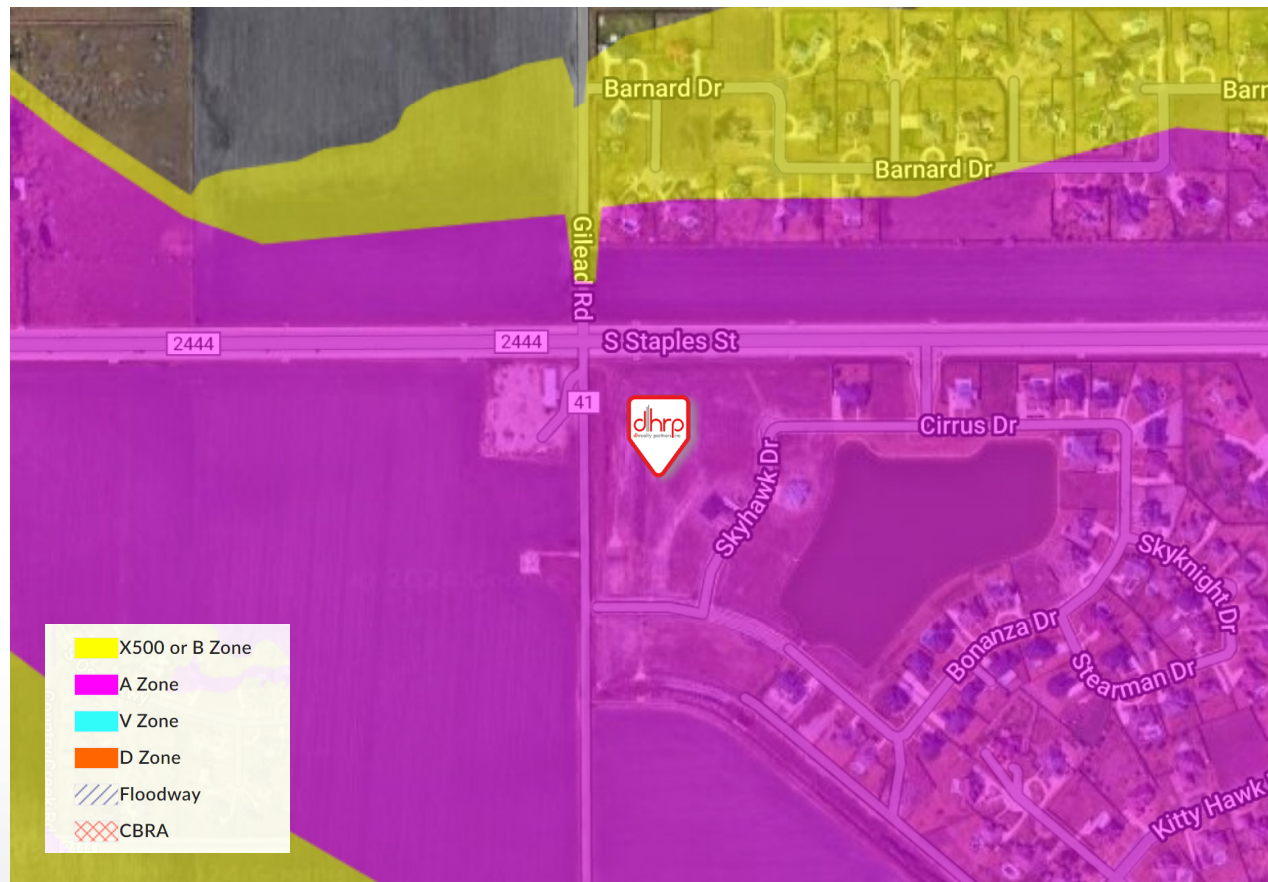 Barnard Dr
Barn
Barnard Dr
Gilead Rd
2444
2444
S Staples St
41
dhrp
Cirrus Dr
Skyhawk Dr
Skyknight Dr
Bonanza Dr
Stearman Dr
Kitty Hawk
X500 or B Zone
A Zone
V Zone
D Zone
Floodway
CBRA